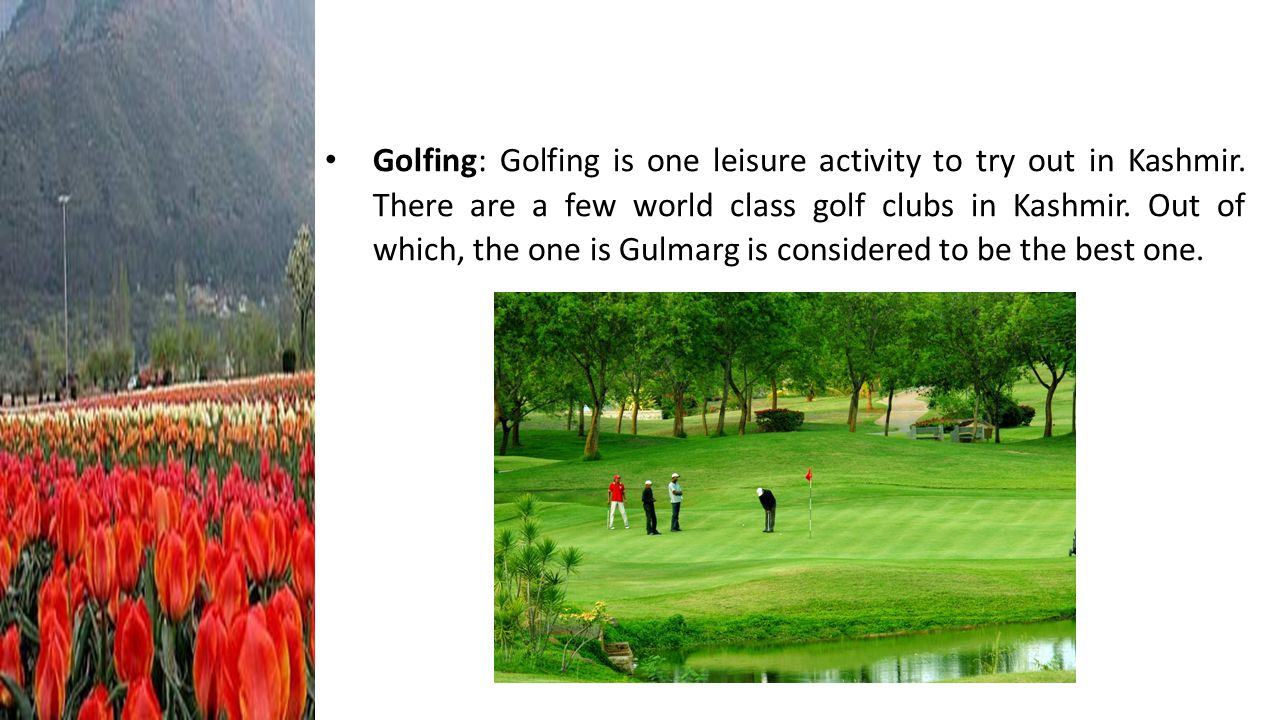 • Golfing: Golfing is one leisure activity to try out in Kashmir.
There are a few world class golf clubs in Kashmir. Out of
which, the one is Gulmarg is considered to be the best one.